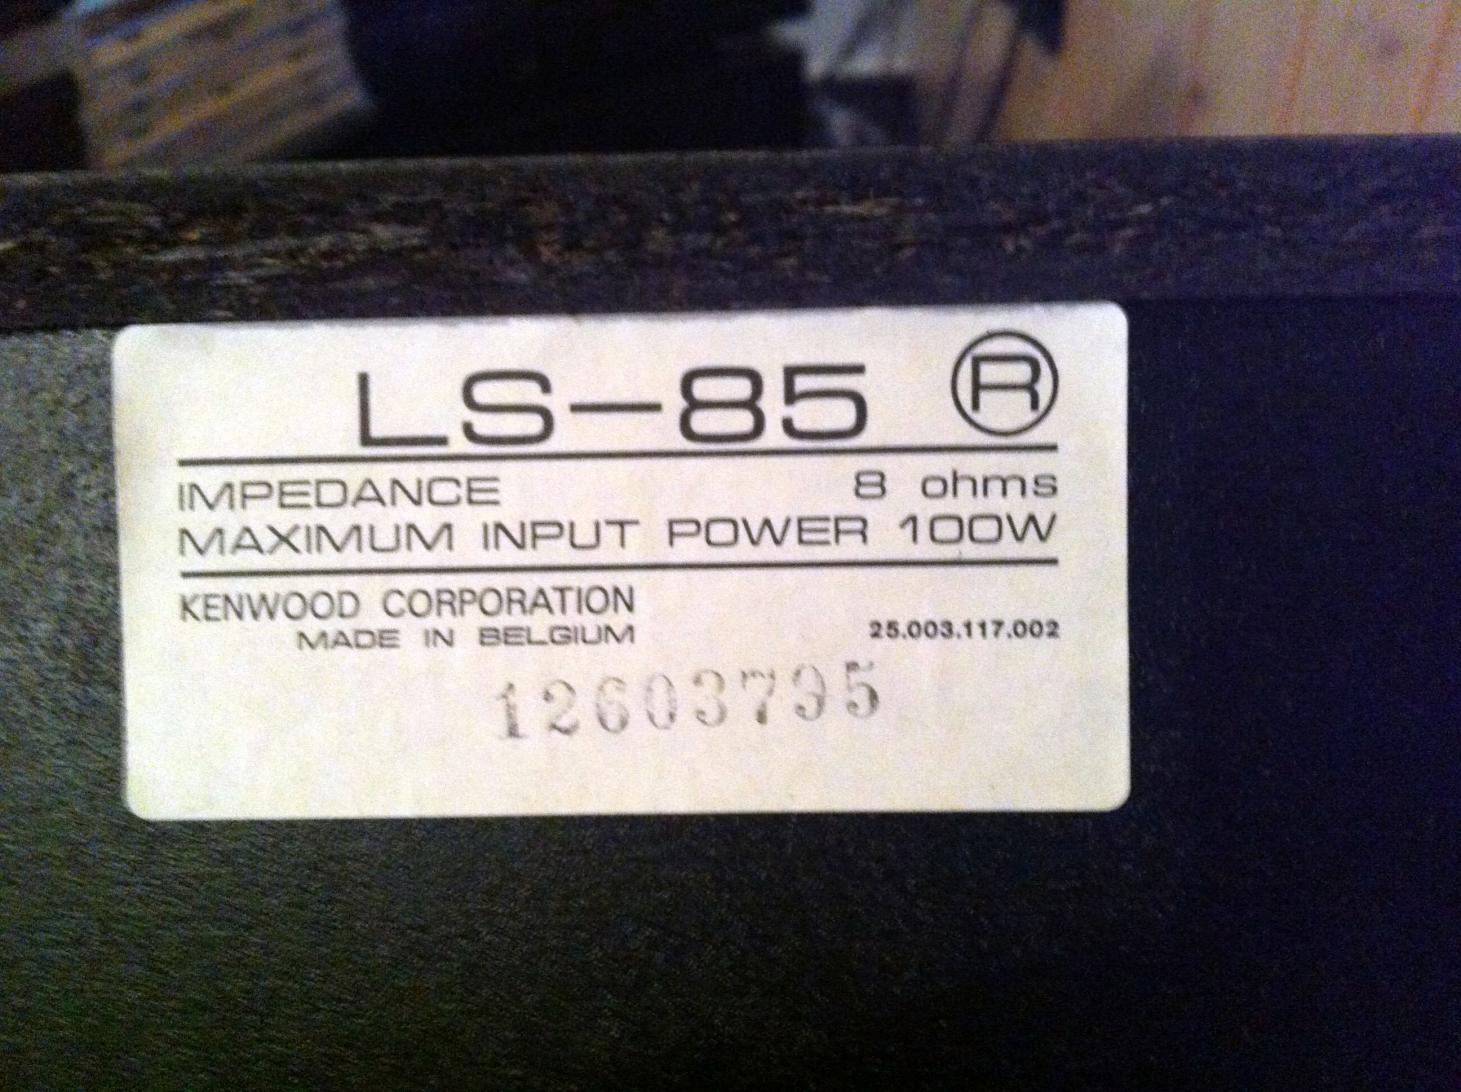 LS-85 Ⓡ
IMPEDANCE 8 ohms
MAXIMUM INPUT POWER 100W
KENWOOD CORPORATION
MADE IN BELGIUM 25.003.117.002
12603795